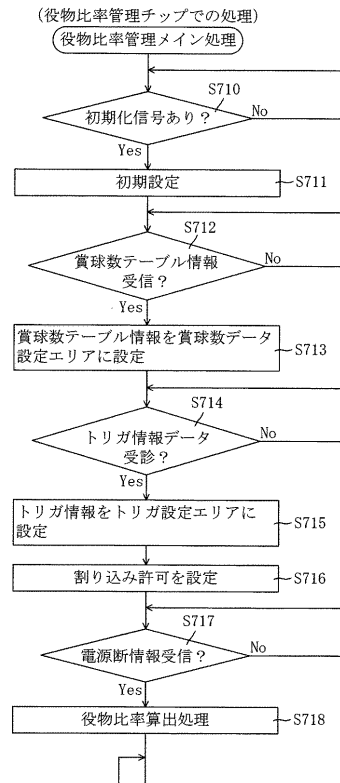 (役物比率管理チップでの処理)
役物比率管理メイン処理
S710
初期化信号あり？
No
Yes
初期設定
S711
S712
賞球数テーブル情報
受信？
No
Yes
賞球数テーブル情報を賞球数データ
設定エリアに設定
S713
S714
トリガ情報データ
受診？
No
Yes
トリガ情報をトリガ設定エリアに
設定
S715
割り込み許可を設定
S716
S717
電源断情報受信？
No
Yes
役物比率算出処理
S718